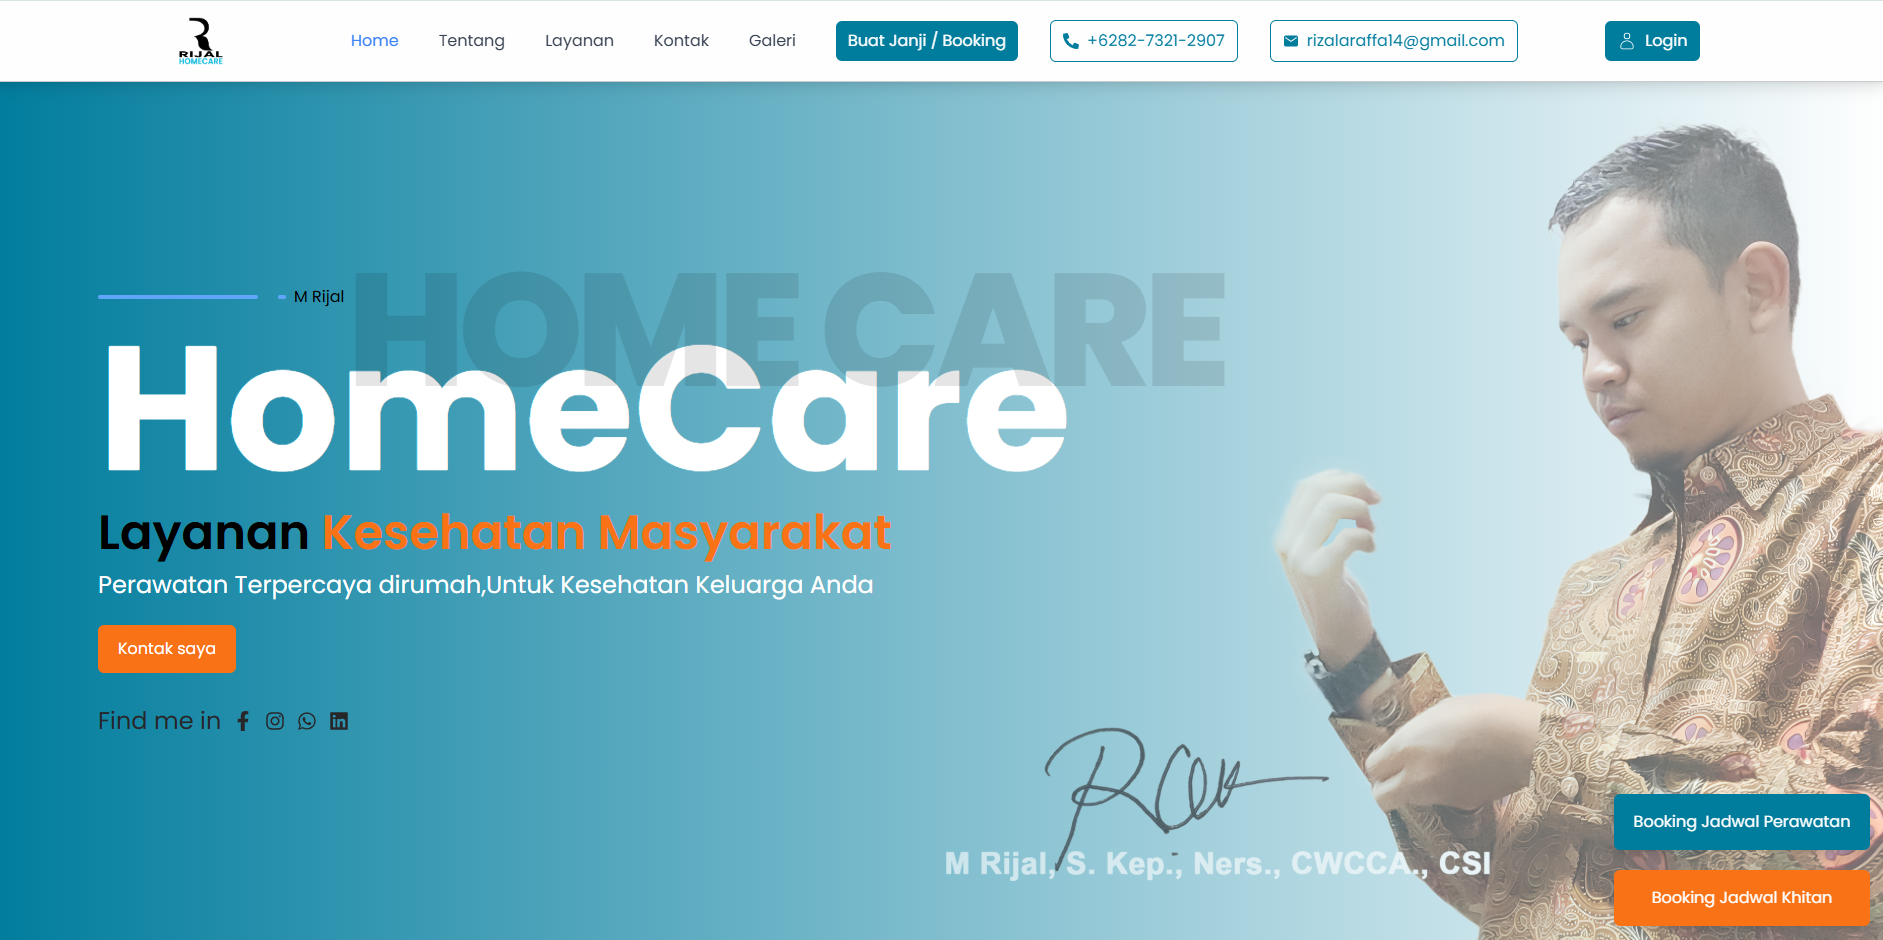 RIJAL
HOMECARE
Home
Tentang
Layanan
Kontak
Galeri
Buat Janji / Booking
+6282-7321-2907
rizalaraffa14@gmail.com
Login
M Rijal
HOME CARE
HomeCare
Layanan Kesehatan Masyarakat
Perawatan Terpercaya dirumah,Untuk Kesehatan Keluarga Anda
Kontak saya
Find me in
M Rijal, S. Kep., Ners., CWCCA., CSI
Booking Jadwal Perawatan
Booking Jadwal Khitan